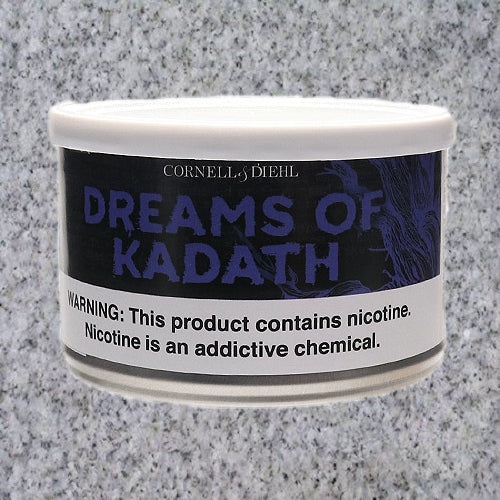 CORNELL & DIEHL
DREAMS OF
KADATH
WARNING: This product contains nicotine.
Nicotine is an addictive chemical.